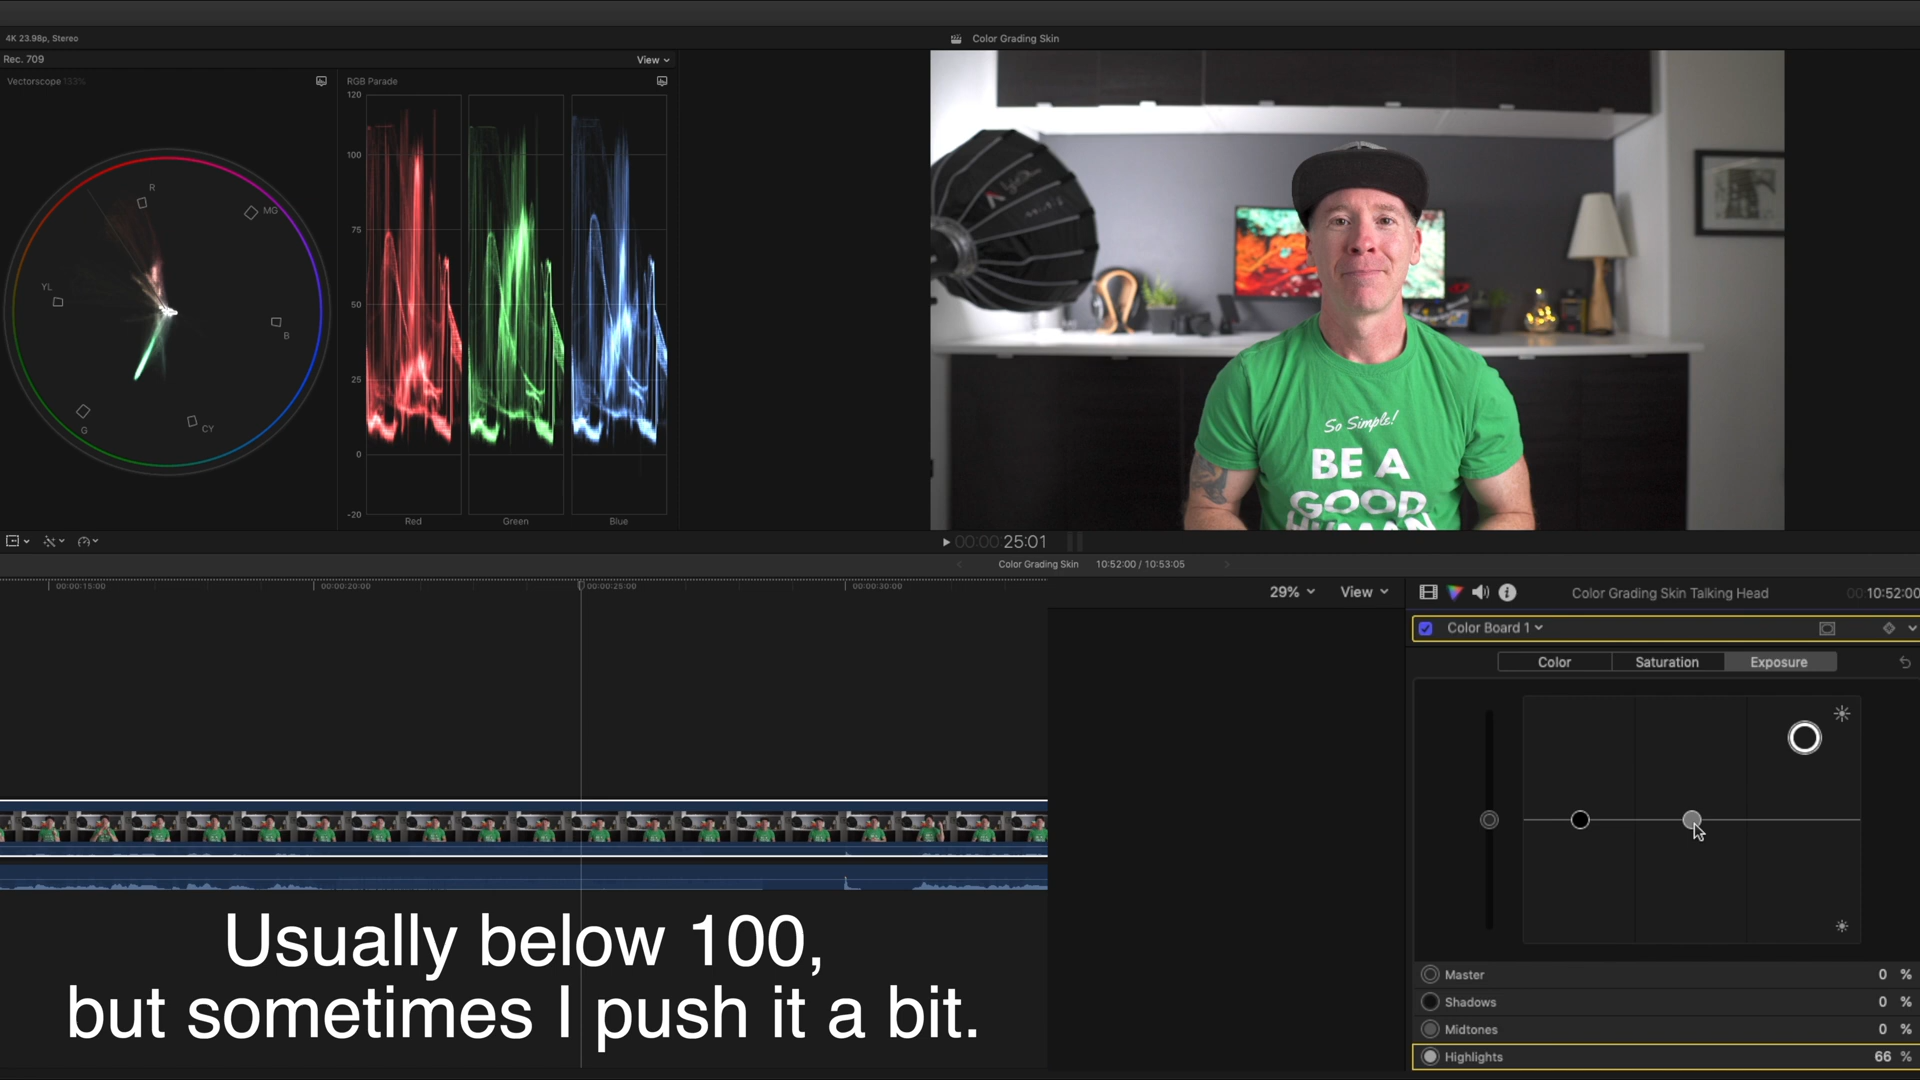 4K 23.98p, Stereo
Color Grading Skin
Rec. 709
View
Vectorscope 133%
RGB Parade
120
100
75
50
25
0
-20
R
MG
YL
B
G
CY
Red
Green
Blue
So Simple!
BE A
GOOD
HUMAN
00:00:25:01
Color Grading Skin
10:52:00 / 10:53:05
00:00:15:00
00:00:20:00
00:00:25:00
00:00:30:00
29%
View
Color Grading Skin Talking Head
00:10:52:00
Color Board 1
Color
Saturation
Exposure
Master 0 %
Shadows 0 %
Midtones 0 %
Highlights 66 %
Usually below 100,
but sometimes I push it a bit.